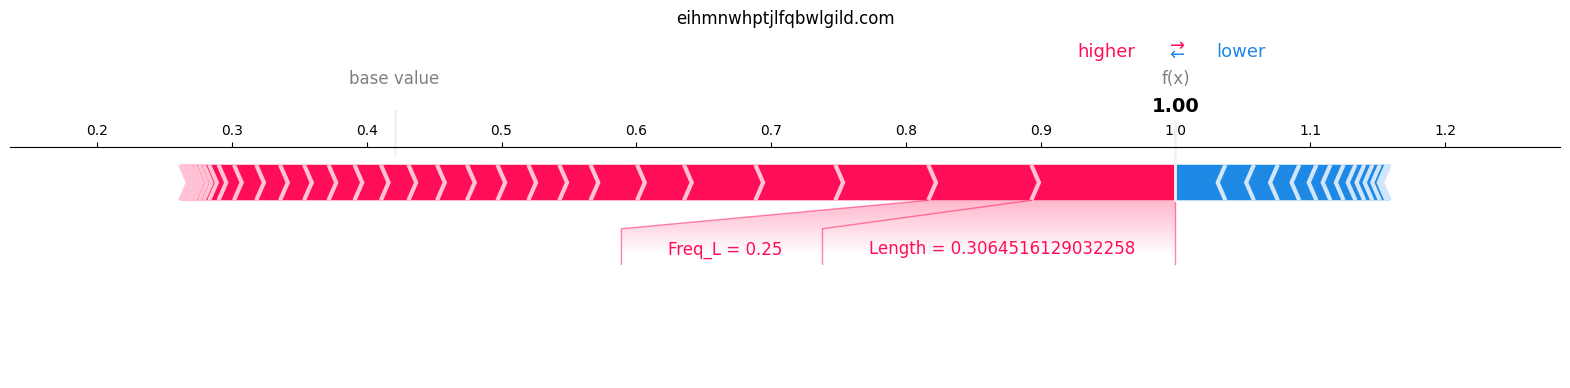 eihmnwhptjlfqbwlgild.com
higher ⇄ lower
base value f(x)
1.00
0.2 0.3 0.4 0.5 0.6 0.7 0.8 0.9 1.0 1.1 1.2
Freq_L = 0.25 Length = 0.3064516129032258